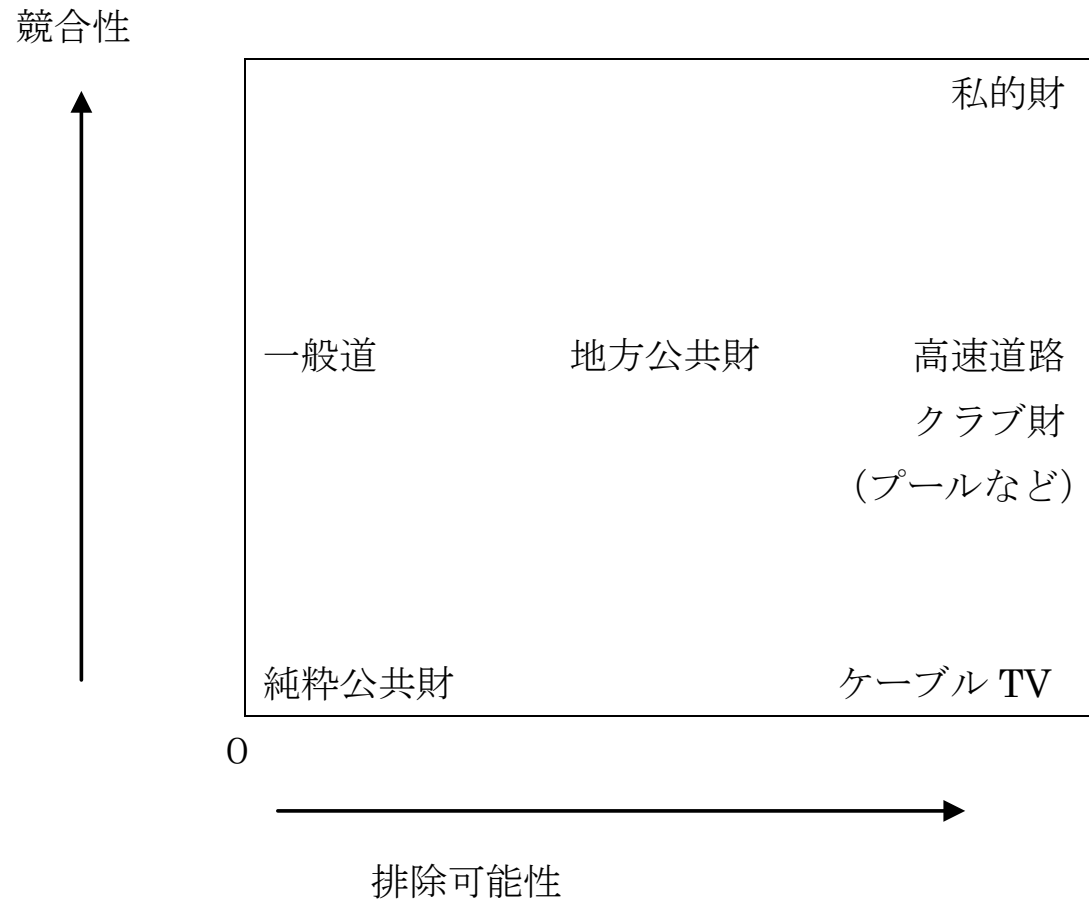 競合性
私的財
一般道 地方公共財 高速道路
クラブ財
（プールなど）
純粋公共財 ケーブル TV
0
排除可能性